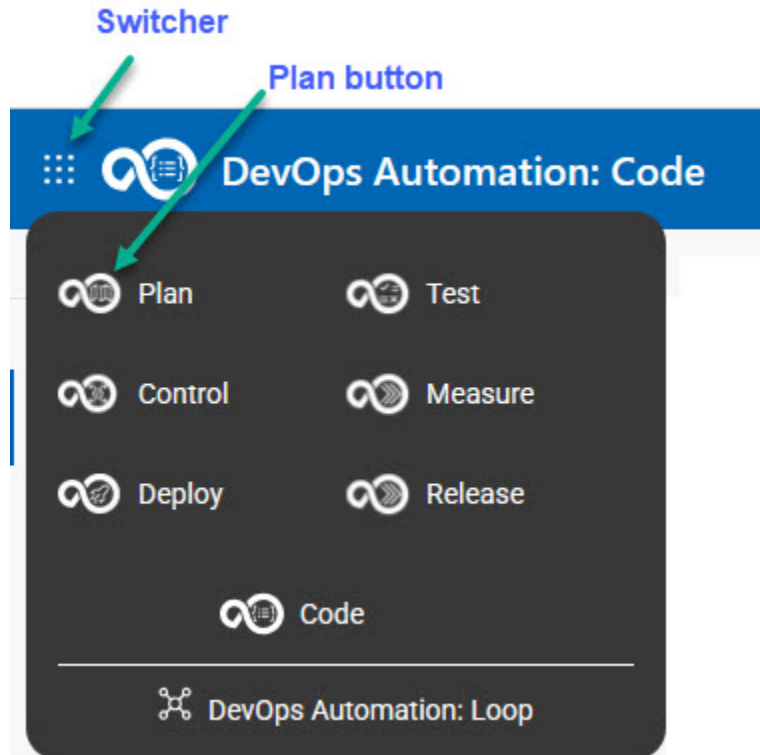 Switcher
Plan button
DevOps Automation: Code
Plan
Test
Control
Measure
Deploy
Release
Code
DevOps Automation: Loop